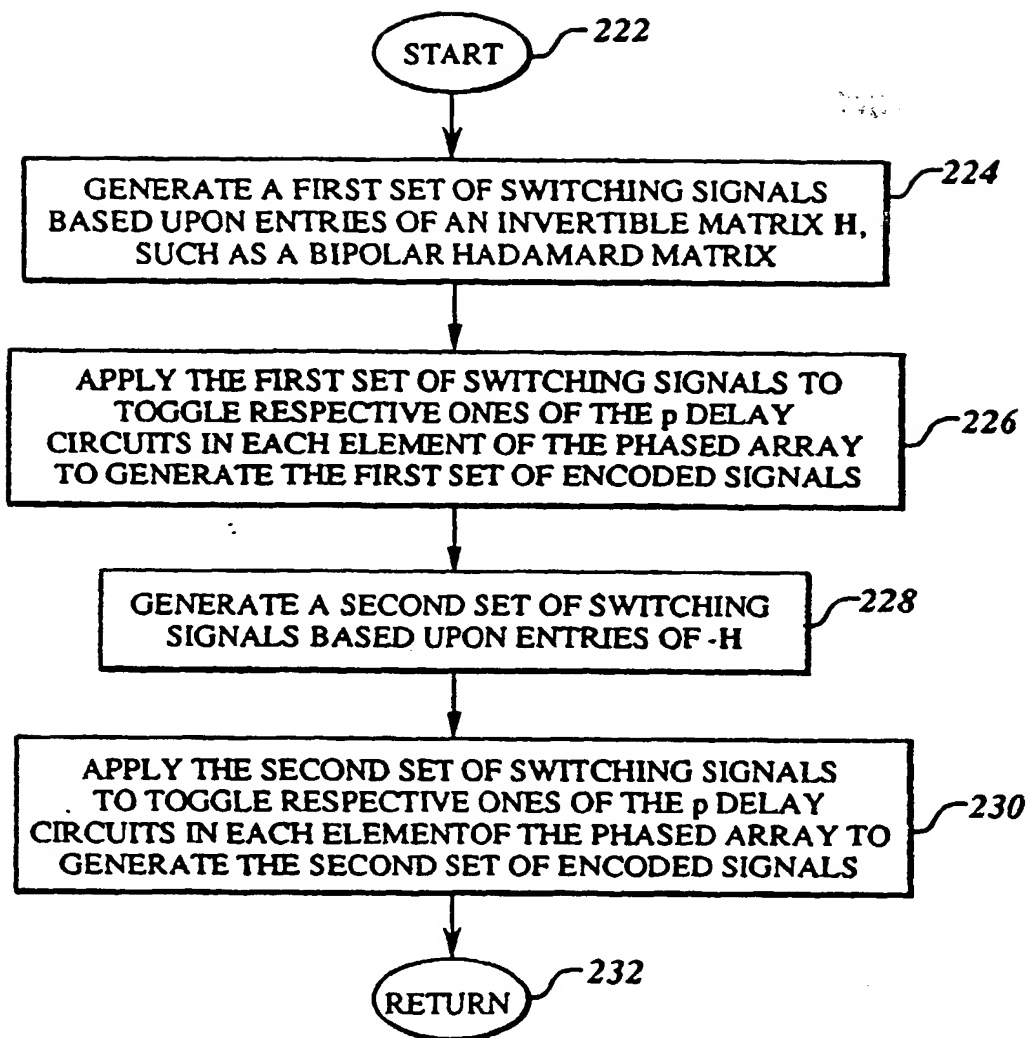 START
222
GENERATE A FIRST SET OF SWITCHING SIGNALS
BASED UPON ENTRIES OF AN INVERTIBLE MATRIX H,
SUCH AS A BIPOLAR HADAMARD MATRIX
224
APPLY THE FIRST SET OF SWITCHING SIGNALS TO
TOGGLE RESPECTIVE ONES OF THE p DELAY
CIRCUITS IN EACH ELEMENT OF THE PHASED ARRAY
TO GENERATE THE FIRST SET OF ENCODED SIGNALS
226
GENERATE A SECOND SET OF SWITCHING
SIGNALS BASED UPON ENTRIES OF -H
228
APPLY THE SECOND SET OF SWITCHING SIGNALS
TO TOGGLE RESPECTIVE ONES OF THE p DELAY
CIRCUITS IN EACH ELEMENTOF THE PHASED ARRAY TO
GENERATE THE SECOND SET OF ENCODED SIGNALS
230
RETURN
232